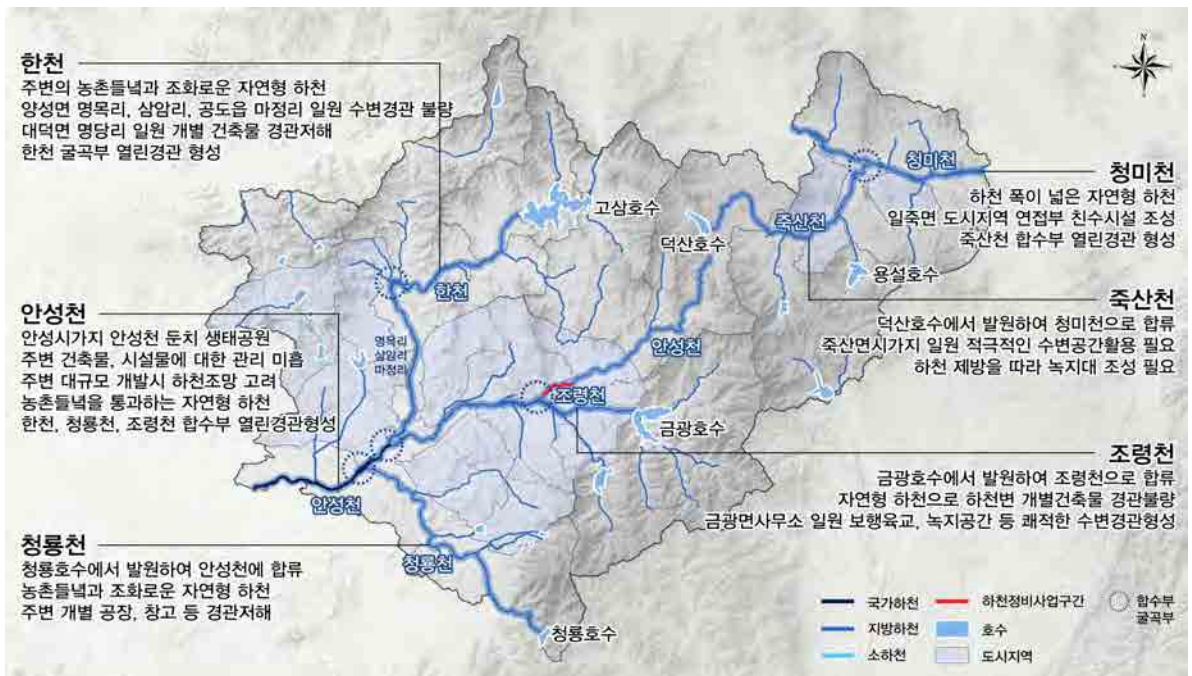 N
한천
주변의 농촌들녘과 조화로운 자연형 하천
양성면 명목리, 삼암리, 공도읍 마정리 일원 수변경관 불량
대덕면 명당리 일원 개별 건축물 경관저해
한천 굴곡부 열린경관 형성
안성천
안성시가지 안성천 둔치 생태공원
주변 건축물, 시설물에 대한 관리 미흡
주변 대규모 개발시 하천조망 고려
농촌들녘을 통과하는 자연형 하천
한천, 청룡천, 조령천 합수부 열린경관형성
청룡천
청룡호수에서 발원하여 안성천에 합류
농촌들녘과 조화로운 자연형 하천
주변 개별 공장, 창고 등 경관저해
청미천
고삼호수
덕산호수
죽산천
용설호수
한천
명목리
삼암리
마정리
안성천
조령천
금광호수
안성천
청룡천
청룡호수
청미천
하천 폭이 넓은 자연형 하천
일죽면 도시지역 연접부 친수시설 조성
죽산천 합수부 열린경관 형성
죽산천
덕산호수에서 발원하여 청미천으로 합류
죽산면시가지 일원 적극적인 수변공간활용 필요
하천 제방을 따라 녹지대 조성 필요
조령천
금광호수에서 발원하여 조령천으로 합류
자연형 하천으로 하천변 개별건축물 경관불량
금광면사무소 일원 보행육교, 녹지공간 등 쾌적한 수변경관형성
국가하천
하천정비사업구간
합수부
굴곡부
지방하천
호수
소하천
도시지역